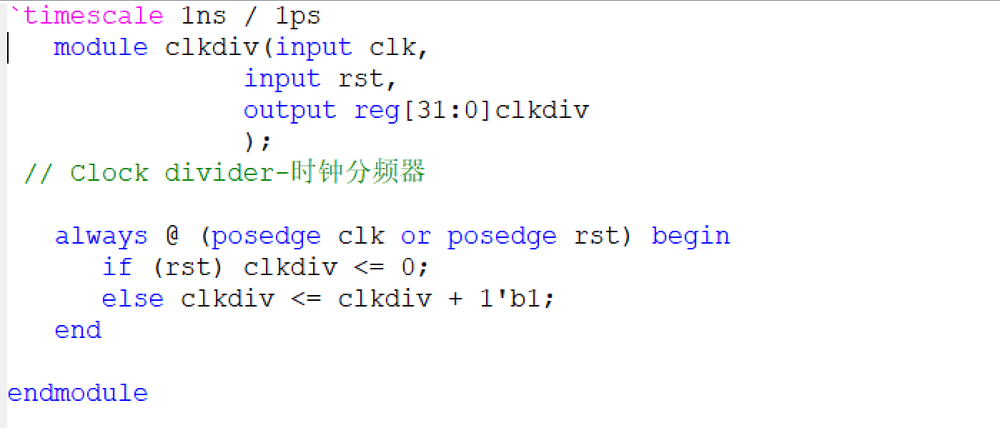 `timescale 1ns / 1ps
module clkdiv(input clk,
input rst,
output reg[31:0]clkdiv
);
// Clock divider-时钟分频器
always @ (posedge clk or posedge rst) begin
if (rst) clkdiv <= 0;
else clkdiv <= clkdiv + 1'b1;
end
endmodule